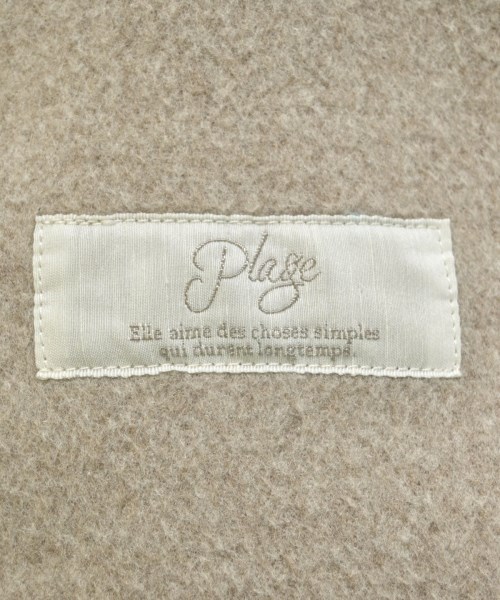 Plage
Elle aime des choses simples
qui durent longtemps.